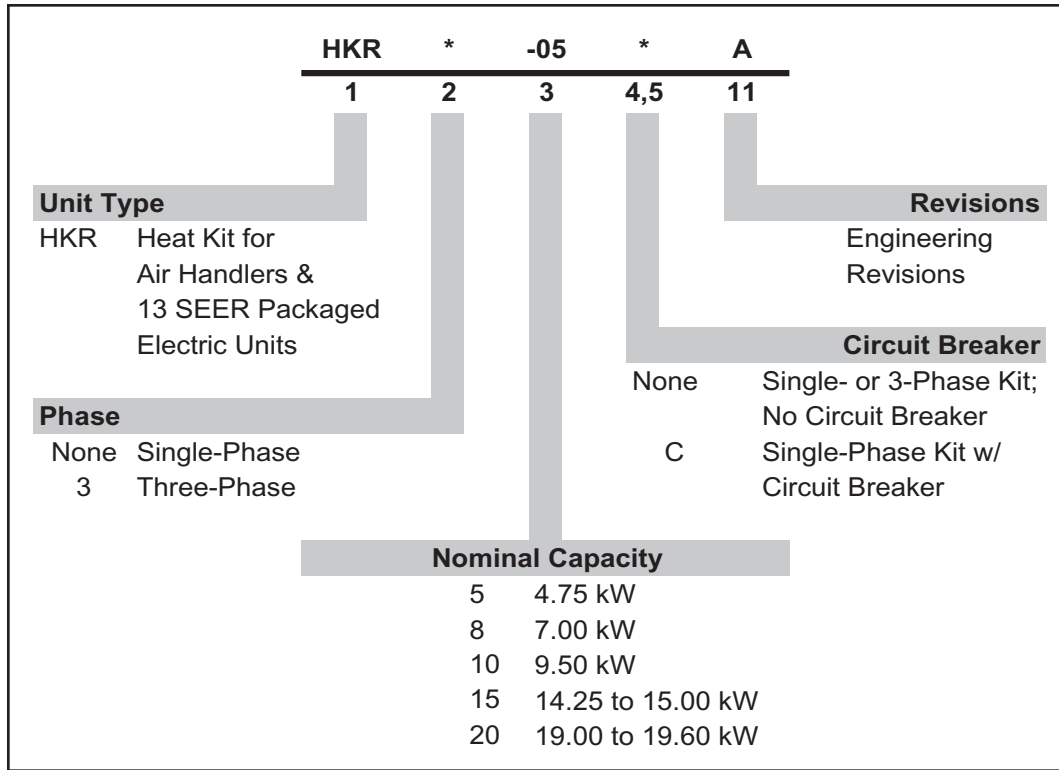 HKR * -05 * A
1 2 3 4,5 11
Unit Type
HKR Heat Kit for
Air Handlers &
13 SEER Packaged
Electric Units
Revisions
Engineering
Revisions
Circuit Breaker
None Single- or 3-Phase Kit;
No Circuit Breaker
C Single-Phase Kit w/
Circuit Breaker
Phase
None Single-Phase
3 Three-Phase
Nominal Capacity
5 4.75 kW
8 7.00 kW
10 9.50 kW
15 14.25 to 15.00 kW
20 19.00 to 19.60 kW